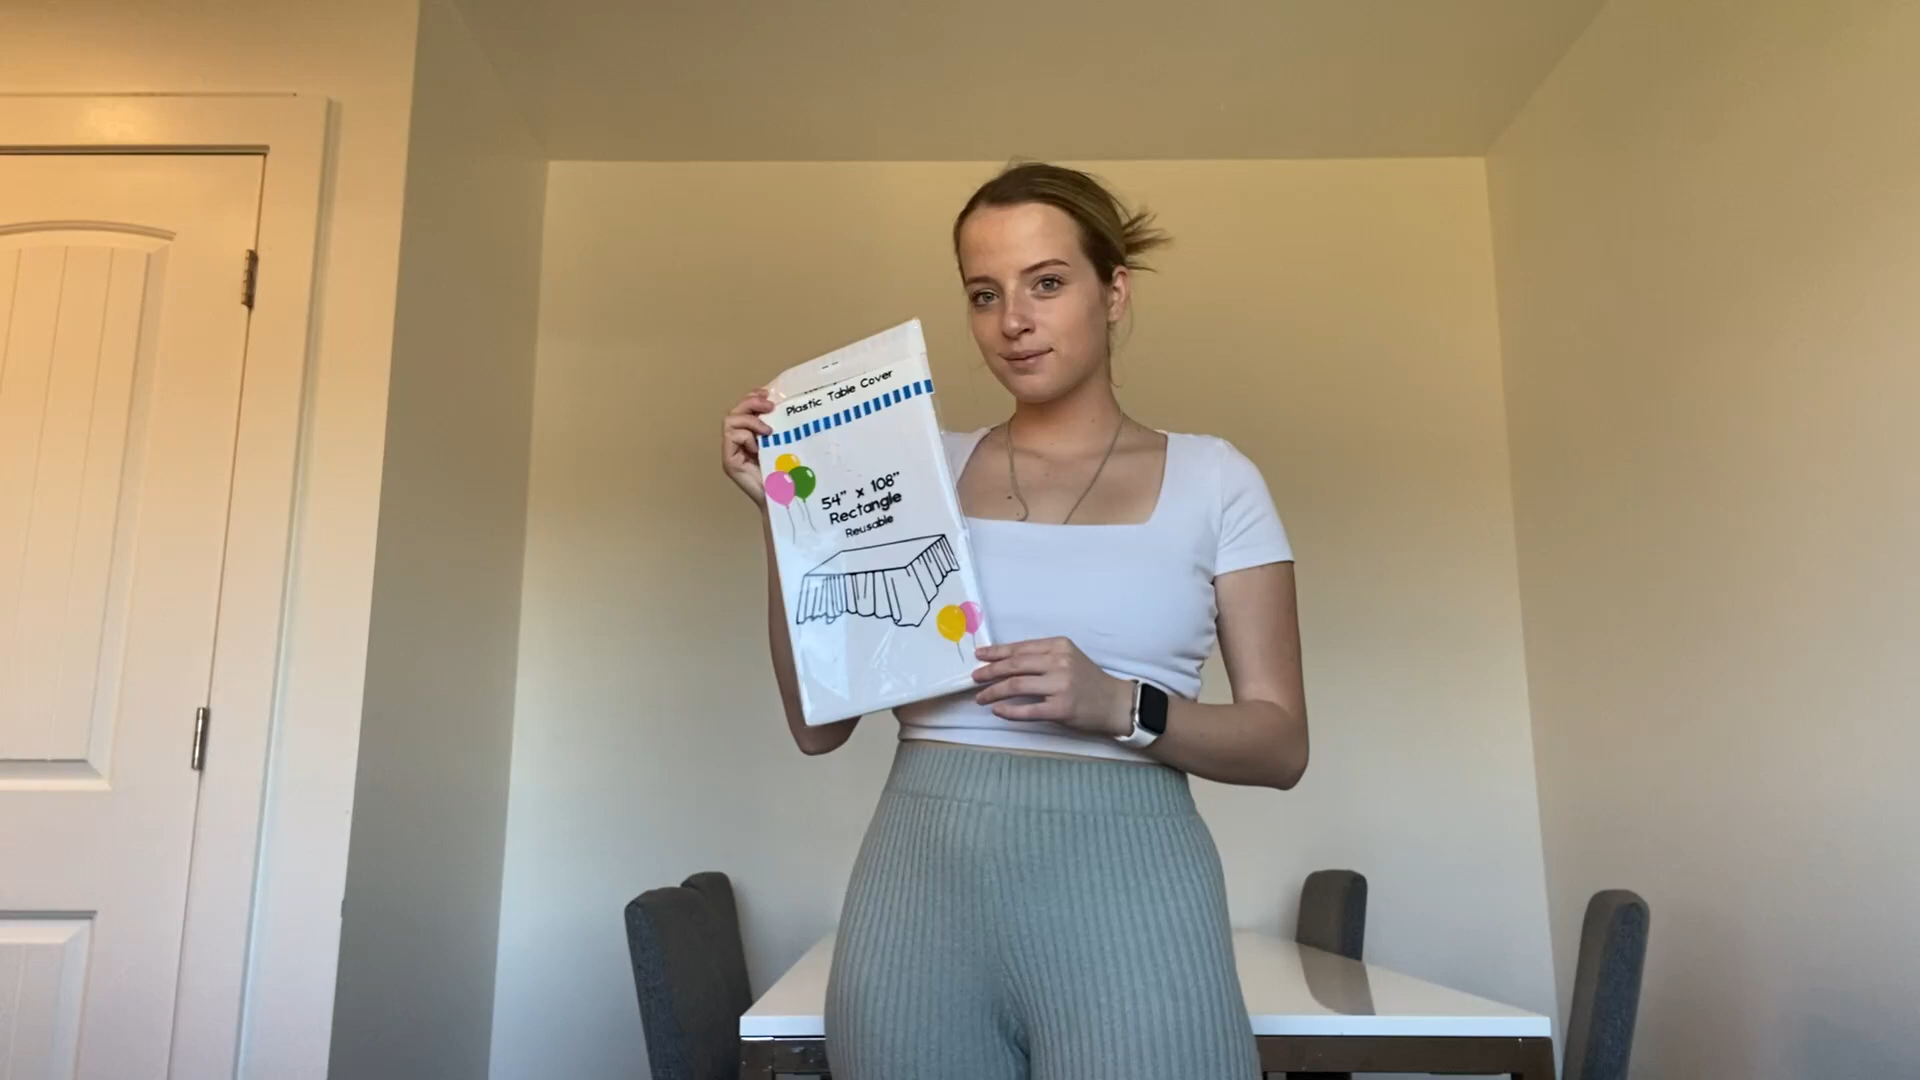 Plastic Table Cover
54" x 108"
Rectangle
Reusable